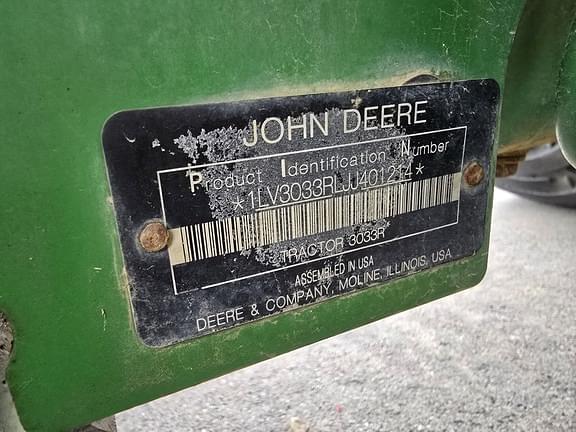 JOHN DEERE
Product Identification Number
*1LV3033RLJJ401214*
TRACTOR 3033R
ASSEMBLED IN USA
DEERE & COMPANY, MOLINE, ILLINOIS, USA